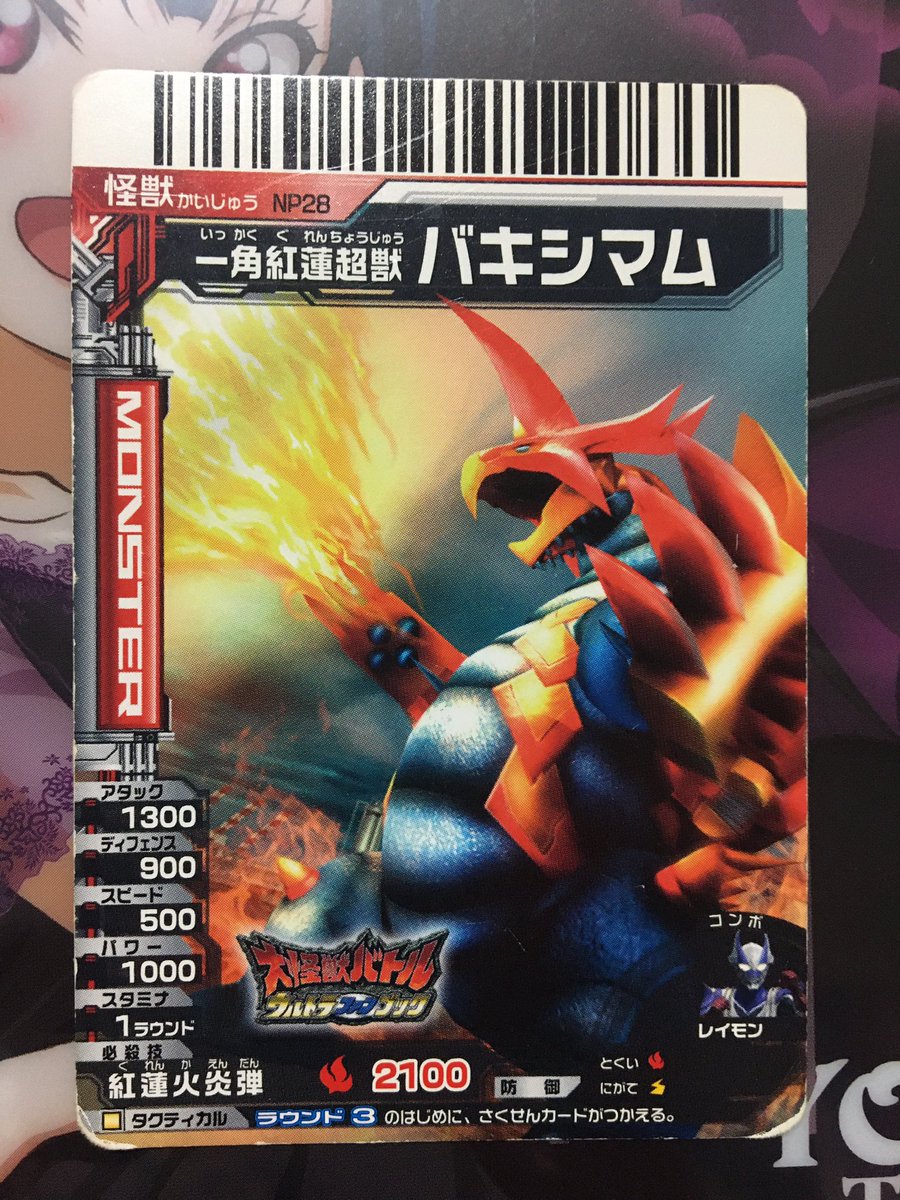 怪獣 かいじゅう NP28
いっかくぐれんちょうじゅう
一角紅蓮超獣 バキシマム
MONSTER
アタック
1300
ディフェンス
900
スピード
500
パワー
1000
スタミナ
1ラウンド
大怪獣バトル
ウルトラファンブック
コンボ
レイモン
必殺技
ぐれんかえんだん
紅蓮火炎弾 2100
防御
とくい
にがて
タクティカル ラウンド 3 のはじめに、さくせんカードがつかえる。
YO
T